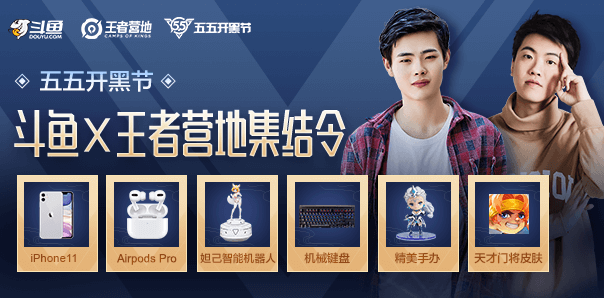 斗鱼
DOUYU.COM
王者营地
CAMPS OF KINGS
55
五五开黑节
五五开黑节
斗鱼X王者营地集结令
iPhone11
Airpods Pro
妲己智能机器人
机械键盘
精美手办
天才门将皮肤